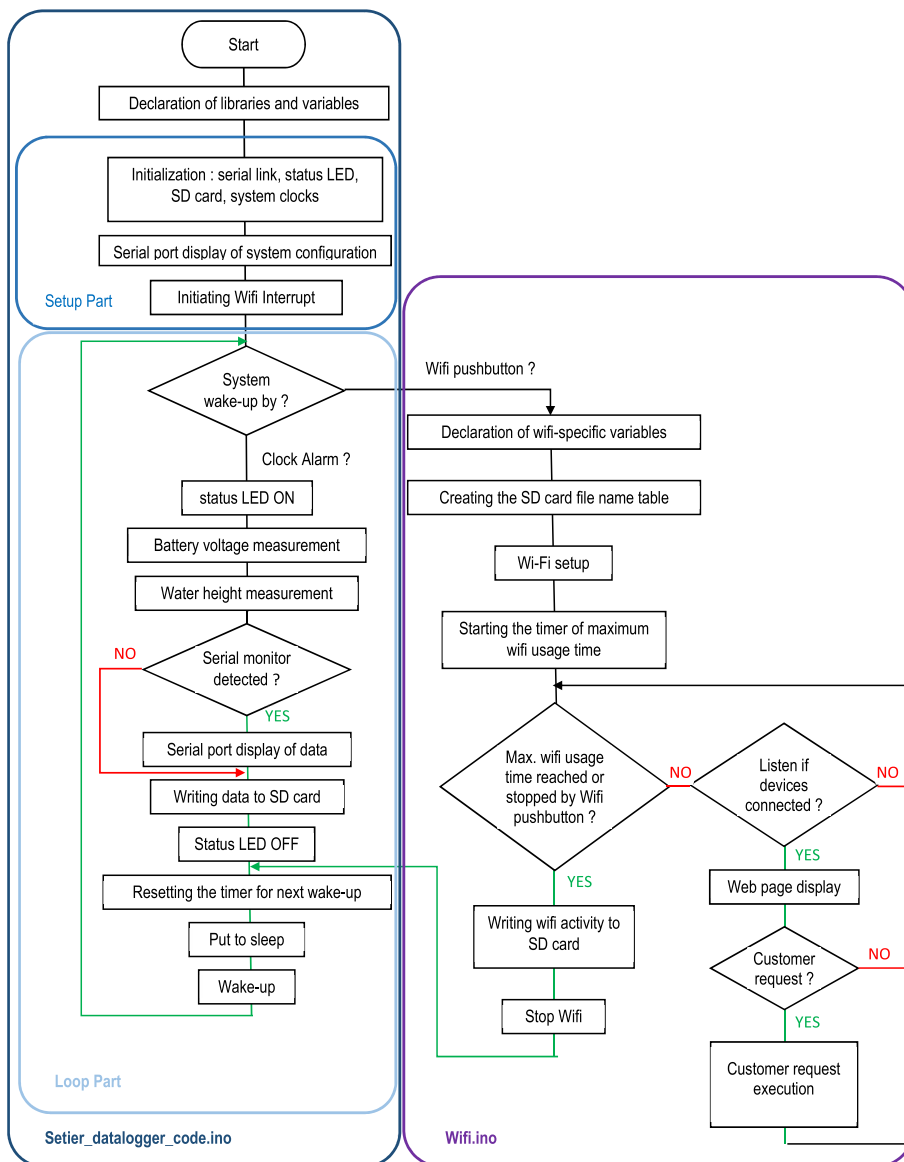 Start
Declaration of libraries and variables
Initialization : serial link, status LED,
SD card, system clocks
Serial port display of system configuration
Setup Part
Initiating Wifi Interrupt
System
wake-up by ?
Wifi pushbutton ?
Clock Alarm ?
status LED ON
Battery voltage measurement
Water height measurement
NO
Serial monitor
detected ?
YES
Serial port display of data
Writing data to SD card
Status LED OFF
Resetting the timer for next wake-up
Put to sleep
Wake-up
Loop Part
Setier_datalogger_code.ino
Declaration of wifi-specific variables
Creating the SD card file name table
Wi-Fi setup
Starting the timer of maximum
wifi usage time
Max. wifi usage
time reached or
stopped by Wifi
pushbutton ?
NO
YES
Writing wifi activity to
SD card
Stop Wifi
Listen if
devices
connected ?
NO
YES
Web page display
Customer
request ?
NO
YES
Customer request
execution
Wifi.ino